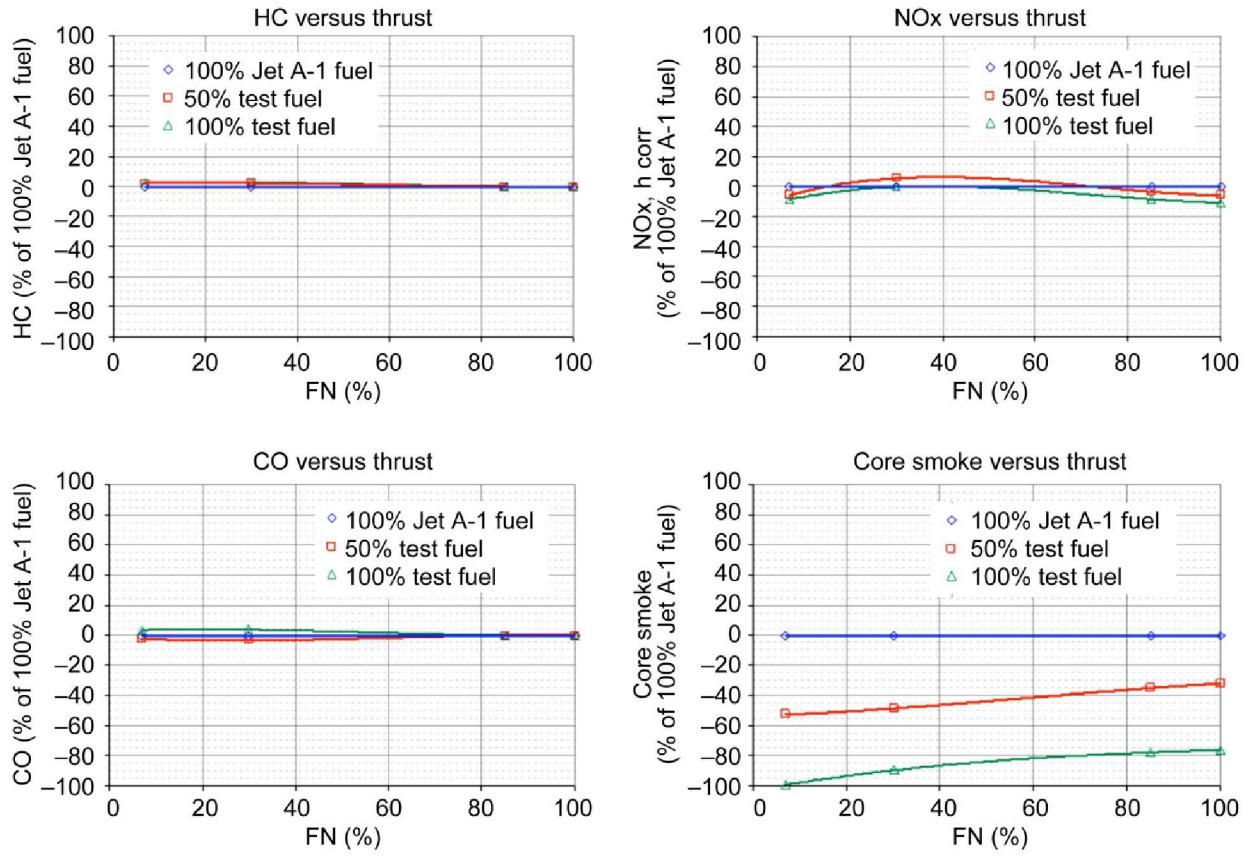 HC versus thrust
HC (% of 100% Jet A-1 fuel)
100
80
60
40
20
0
–20
–40
–60
–80
–100
100% Jet A-1 fuel
50% test fuel
100% test fuel
0 20 40 60 80 100
FN (%)
NOx versus thrust
NOx, h corr
(% of 100% Jet A-1 fuel)
100
80
60
40
20
0
–20
–40
–60
–80
–100
100% Jet A-1 fuel
50% test fuel
100% test fuel
0 20 40 60 80 100
FN (%)
CO versus thrust
CO (% of 100% Jet A-1 fuel)
100
80
60
40
20
0
–20
–40
–60
–80
–100
100% Jet A-1 fuel
50% test fuel
100% test fuel
0 20 40 60 80 100
FN (%)
Core smoke versus thrust
Core smoke
(% of 100% Jet A-1 fuel)
100
80
60
40
20
0
–20
–40
–60
–80
–100
100% Jet A-1 fuel
50% test fuel
100% test fuel
0 20 40 60 80 100
FN (%)